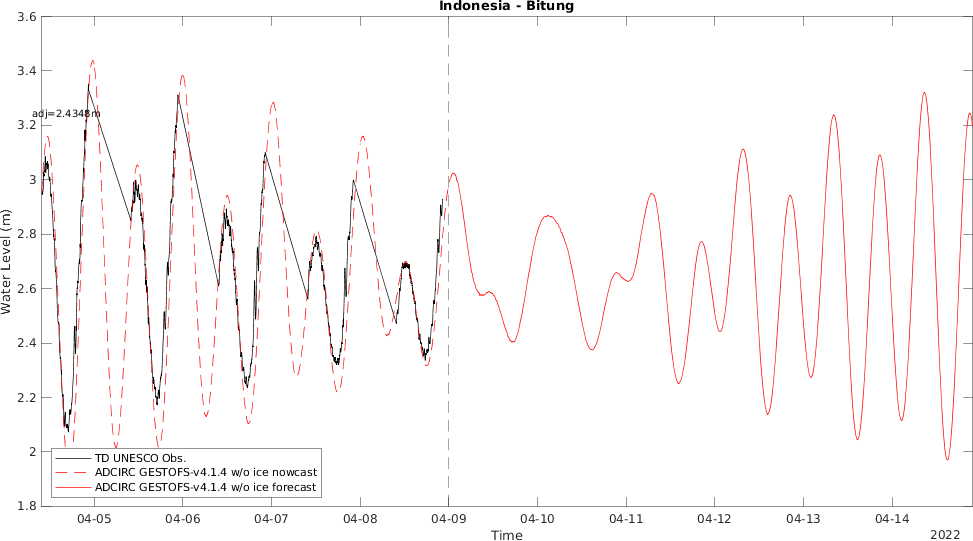 Indonesia - Bitung
3.6
3.4
adj=2.4348m
3.2
3
2.8
Water Level (m)
2.6
2.4
2.2
2
1.8
TD UNESCO Obs.
ADCIRC GESTOFS-v4.1.4 w/o ice nowcast
ADCIRC GESTOFS-v4.1.4 w/o ice forecast
04-05 04-06 04-07 04-08 04-09 04-10 04-11 04-12 04-13 04-14
Time
2022